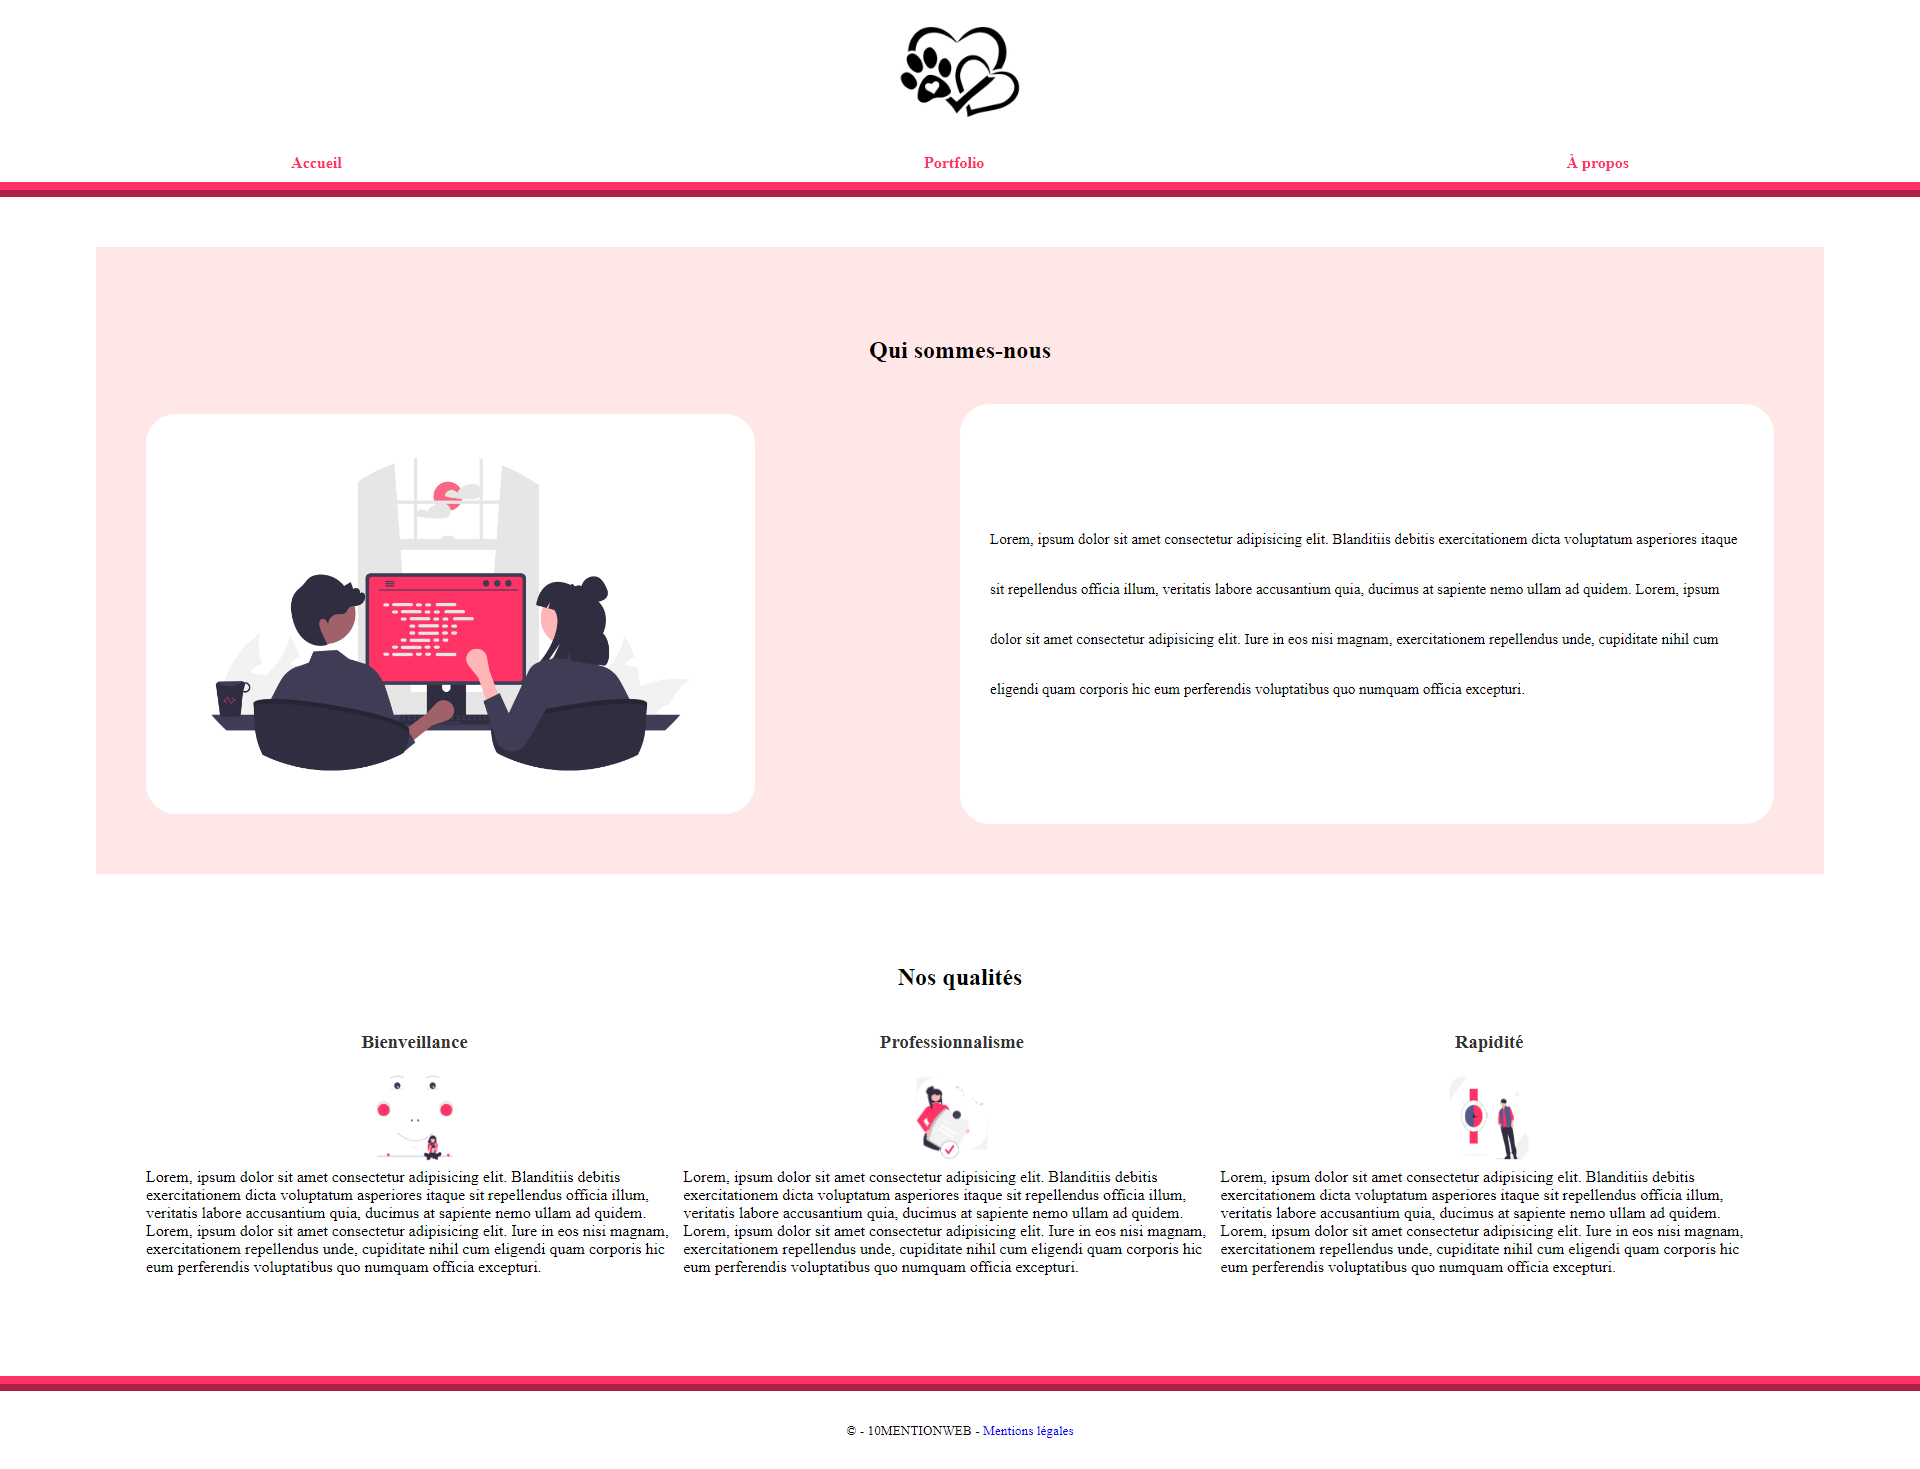 Accueil
Portfolio
À propos
Qui sommes-nous
Lorem, ipsum dolor sit amet consectetur adipisicing elit. Blanditiis debitis exercitationem dicta voluptatum asperiores itaque
sit repellendus officia illum, veritatis labore accusantium quia, ducimus at sapiente nemo ullam ad quidem. Lorem, ipsum
dolor sit amet consectetur adipisicing elit. Iure in eos nisi magnam, exercitationem repellendus unde, cupiditate nihil cum
eligendi quam corporis hic eum perferendis voluptatibus quo numquam officia excepturi.
Nos qualités
Bienveillance
Lorem, ipsum dolor sit amet consectetur adipisicing elit. Blanditiis debitis
exercitationem dicta voluptatum asperiores itaque sit repellendus officia illum,
veritatis labore accusantium quia, ducimus at sapiente nemo ullam ad quidem.
Lorem, ipsum dolor sit amet consectetur adipisicing elit. Iure in eos nisi magnam,
exercitationem repellendus unde, cupiditate nihil cum eligendi quam corporis hic
eum perferendis voluptatibus quo numquam officia excepturi.
Professionnalisme
Lorem, ipsum dolor sit amet consectetur adipisicing elit. Blanditiis debitis
exercitationem dicta voluptatum asperiores itaque sit repellendus officia illum,
veritatis labore accusantium quia, ducimus at sapiente nemo ullam ad quidem.
Lorem, ipsum dolor sit amet consectetur adipisicing elit. Iure in eos nisi magnam,
exercitationem repellendus unde, cupiditate nihil cum eligendi quam corporis hic
eum perferendis voluptatibus quo numquam officia excepturi.
Rapidité
Lorem, ipsum dolor sit amet consectetur adipisicing elit. Blanditiis debitis
exercitationem dicta voluptatum asperiores itaque sit repellendus officia illum,
veritatis labore accusantium quia, ducimus at sapiente nemo ullam ad quidem.
Lorem, ipsum dolor sit amet consectetur adipisicing elit. Iure in eos nisi magnam,
exercitationem repellendus unde, cupiditate nihil cum eligendi quam corporis hic
eum perferendis voluptatibus quo numquam officia excepturi.
© - 10MENTIONWEB - Mentions légales